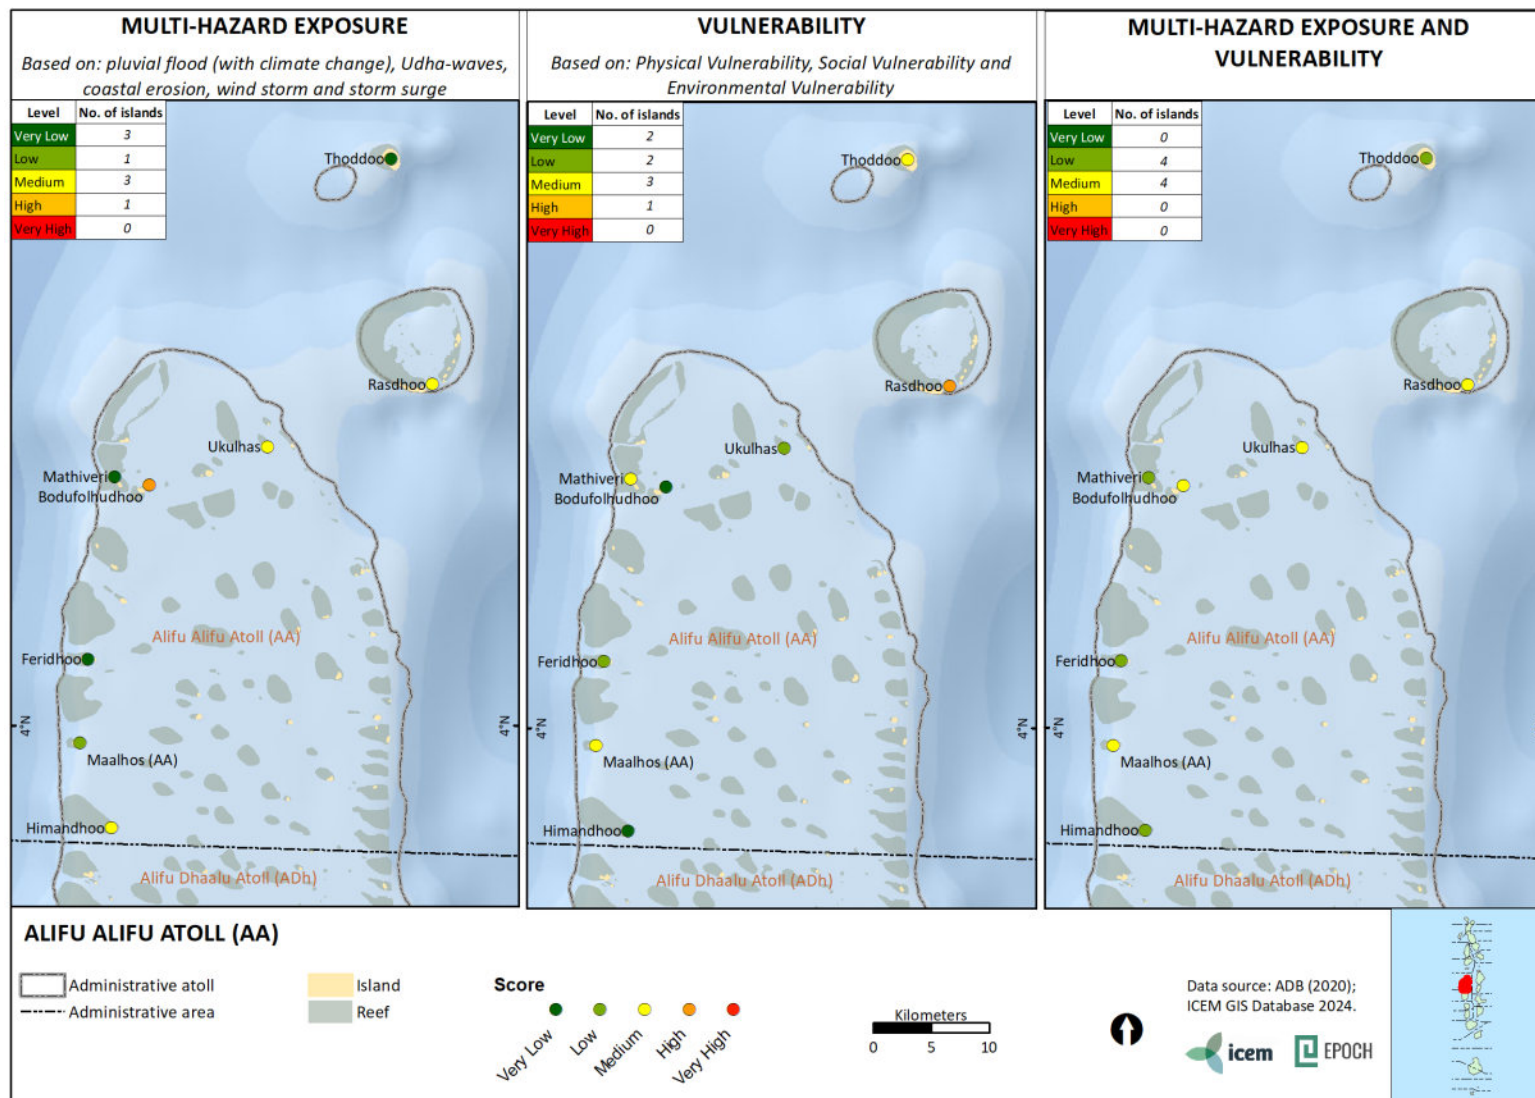 MULTI-HAZARD EXPOSURE
Based on: pluvial flood (with climate change), Udha-waves,
coastal erosion, wind storm and storm surge
Level No. of islands
Very Low 3
Low 1
Medium 3
High 1
Very High 0
Thoddoo
Rasdhoo
Ukulhas
Mathiveri
Bodufolhudhoo
Alifu Alifu Atoll (AA)
Feridhoo
4°N 4°N
Maalhos (AA)
Himandhoo
Alifu Dhaalu Atoll (ADh)
VULNERABILITY
Based on: Physical Vulnerability, Social Vulnerability and
Environmental Vulnerability
Level No. of islands
Very Low 2
Low 2
Medium 3
High 1
Very High 0
Thoddoo
Rasdhoo
Ukulhas
Mathiveri
Bodufolhudhoo
Alifu Alifu Atoll (AA)
Feridhoo
4°N 4°N
Maalhos (AA)
Himandhoo
Alifu Dhaalu Atoll (ADh)
MULTI-HAZARD EXPOSURE AND
VULNERABILITY
Level No. of islands
Very Low 0
Low 4
Medium 4
High 0
Very High 0
Thoddoo
Rasdhoo
Ukulhas
Mathiveri
Bodufolhudhoo
Alifu Alifu Atoll (AA)
Feridhoo
4°N
Maalhos (AA)
Himandhoo
Alifu Dhaalu Atoll (ADh)
ALIFU ALIFU ATOLL (AA)
Administrative atoll
Administrative area
Island
Reef
Score
Very Low
Low
Medium
High
Very High
Kilometers
0 5 10
Data source: ADB (2020);
ICEM GIS Database 2024.
icem
EPOCH